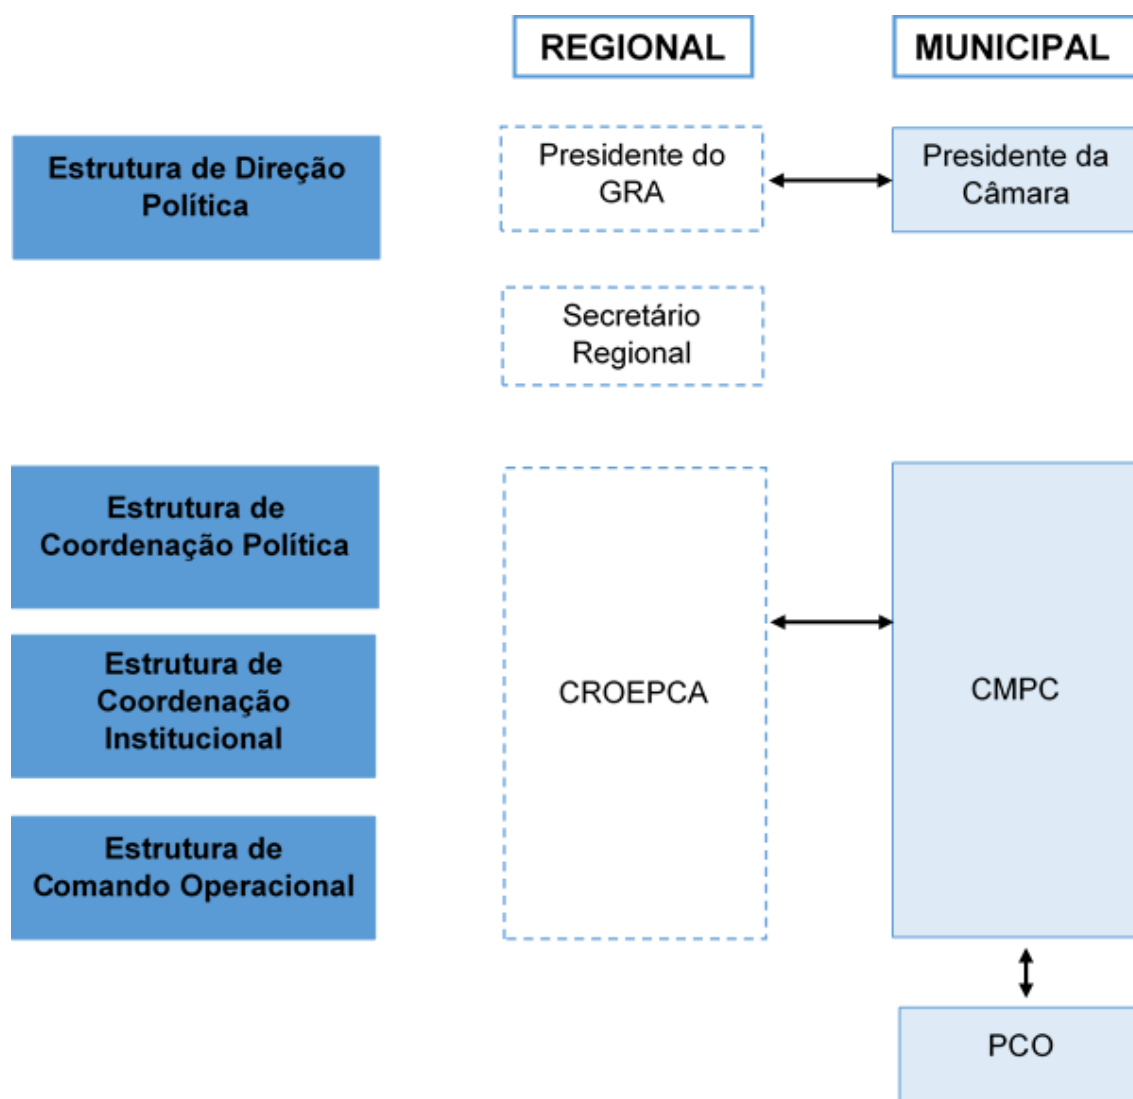 REGIONAL
MUNICIPAL
Estrutura de Direção
Política
Presidente do
GRA
Presidente da
Câmara
Secretário
Regional
Estrutura de
Coordenação Política
Estrutura de
Coordenação
Institucional
Estrutura de
Comando Operacional
CROEPCA
CMPC
PCO